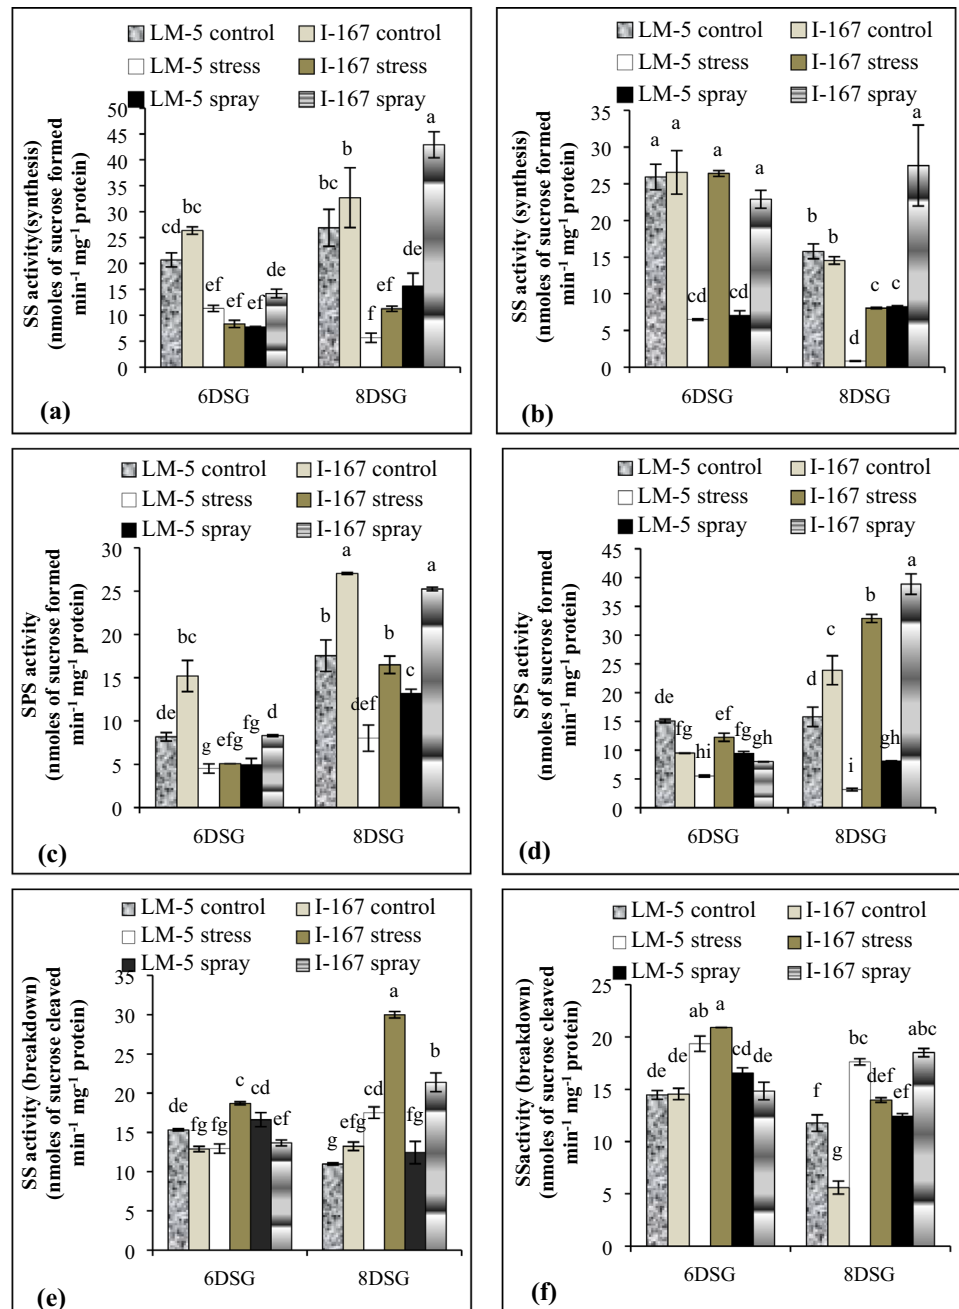 LM-5 control I-167 control
LM-5 stress I-167 stress
LM-5 spray I-167 spray
SS activity(synthesis)
(nmoles of sucrose formed
min⁻¹ mg⁻¹ protein)
50
45
40
35
30
25
20
15
10
5
0
cd bc ef ef ef de
bc b f ef de a
6DSG 8DSG
(a)
LM-5 control I-167 control
LM-5 stress I-167 stress
LM-5 spray I-167 spray
SS activity (synthesis)
(nmoles of sucrose formed
min⁻¹ mg⁻¹ protein)
35
30
25
20
15
10
5
0
a a cd a cd a
b b d c c a
6DSG 8DSG
(b)
LM-5 control I-167 control
LM-5 stress I-167 stress
LM-5 spray I-167 spray
SPS activity
(nmoles of sucrose formed
min⁻¹ mg⁻¹ protein)
30
25
20
15
10
5
0
de bc g efg fg d
b a def b c a
6DSG 8DSG
(c)
LM-5 control I-167 control
LM-5 stress I-167 stress
LM-5 spray I-167 spray
SPS activity
(nmoles of sucrose formed
min⁻¹ mg⁻¹ protein)
45
40
35
30
25
20
15
10
5
0
de fg hi ef fg gh
d c i b gh a
6DSG 8DSG
(d)
LM-5 control I-167 control
LM-5 stress I-167 stress
LM-5 spray I-167 spray
SS activity (breakdown)
(nmoles of sucrose cleaved
min⁻¹ mg⁻¹ protein)
35
30
25
20
15
10
5
0
de fg fg c cd ef
g efg cd a fg b
6DSG 8DSG
(e)
LM-5 control I-167 control
LM-5 stress I-167 stress
LM-5 spray I-167 spray
SSactivity (breakdown)
(nmoles of sucrose cleaved
min⁻¹ mg⁻¹ protein)
25
20
15
10
5
0
de de ab a cd de
f g bc def ef abc
6DSG 8DSG
(f)